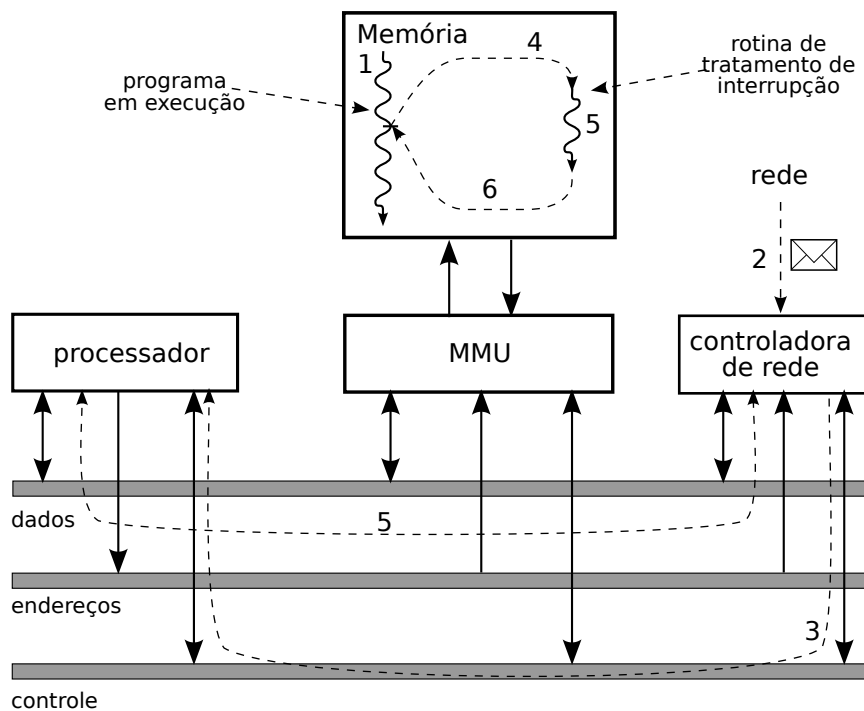 Memória
1
4
5
6
programa
em execução
rotina de
tratamento de
interrupção
rede
2
processador
MMU
controladora
de rede
dados
5
endereços
3
controle